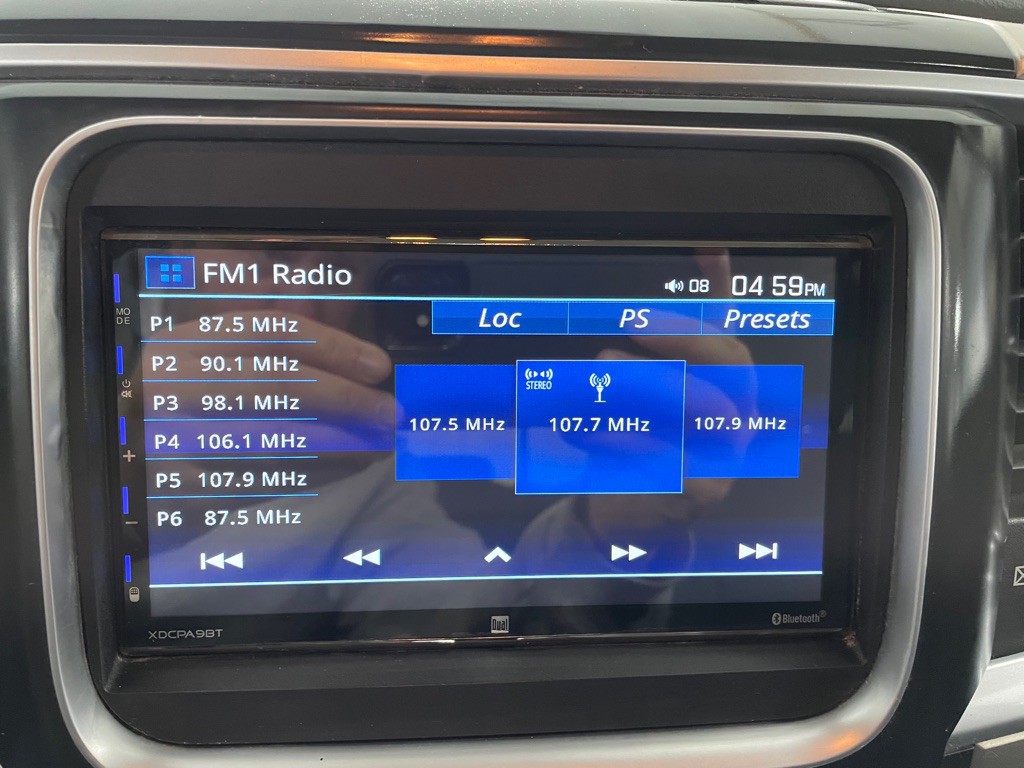 FM1 Radio
08
04 59PM
Loc PS Presets
P1 87.5 MHz
P2 90.1 MHz
P3 98.1 MHz
P4 106.1 MHz
P5 107.9 MHz
P6 87.5 MHz
STEREO
107.5 MHz
107.7 MHz
107.9 MHz
MO
DE
+
−
XDCPA9BT
Dual
Bluetooth®